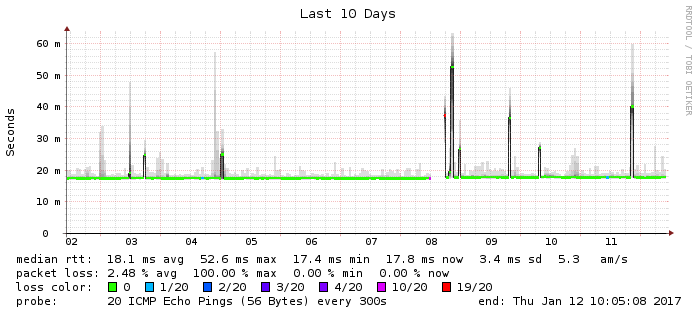 Last 10 Days
RRDTOOL / TOBI OETIKER
Seconds
60 m
50 m
40 m
30 m
20 m
10 m
0
02 03 04 05 06 07 08 09 10 11
median rtt: 18.1 ms avg 52.6 ms max 17.4 ms min 17.8 ms now 3.4 ms sd 5.3 am/s
packet loss: 2.48 % avg 100.00 % max 0.00 % min 0.00 % now
loss color: 0 1/20 2/20 3/20 4/20 10/20 19/20
probe: 20 ICMP Echo Pings (56 Bytes) every 300s end: Thu Jan 12 10:05:08 2017